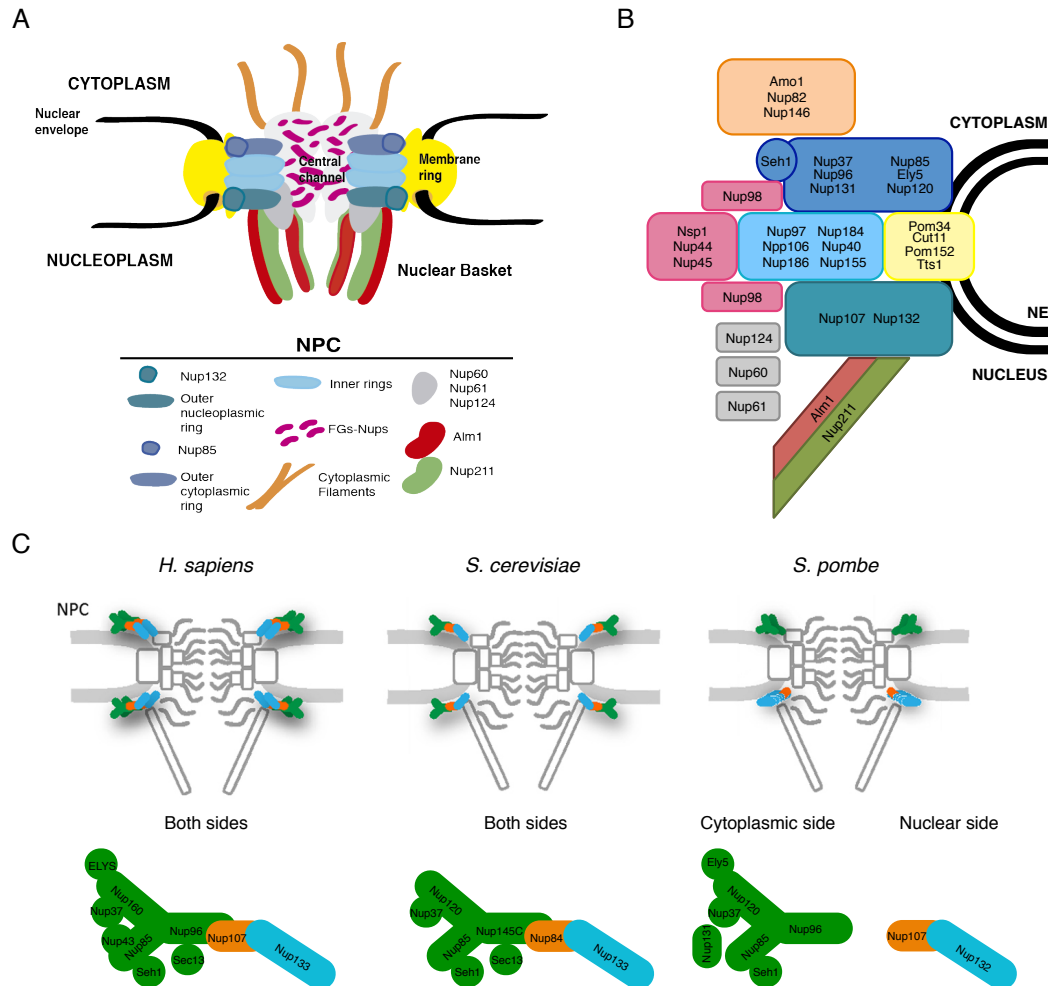 A
CYTOPLASM
Nuclear
envelope
Central
channel
Membrane
ring
NUCLEOPLASM
Nuclear Basket
NPC
Nup132
Outer
nucleoplasmic
ring
Nup85
Outer
cytoplasmic
ring
Inner rings
FGs-Nups
Cytoplasmic
Filaments
Nup60
Nup61
Nup124
Alm1
Nup211
B
Amo1
Nup82
Nup146
CYTOPLASM
Seh1
Nup37
Nup96
Nup131
Nup85
Ely5
Nup120
Nup98
Nsp1
Nup44
Nup45
Nup97
Npp106
Nup186
Nup184
Nup40
Nup155
Pom34
Cut11
Pom152
Tts1
Nup98
Nup107 Nup132
NE
NUCLEUS
Nup124
Nup60
Nup61
Alm1
Nup211
C
H. sapiens
S. cerevisiae
S. pombe
NPC
Both sides
Both sides
Cytoplasmic side
Nuclear side
ELYS
Nup160
Nup37
Nup43
Nup85
Seh1
Nup96
Sec13
Nup107
Nup133
Nup120
Nup37
Nup85
Seh1
Nup145C
Sec13
Nup84
Nup133
Ely5
Nup120
Nup37
Nup131
Nup85
Seh1
Nup96
Nup107
Nup132